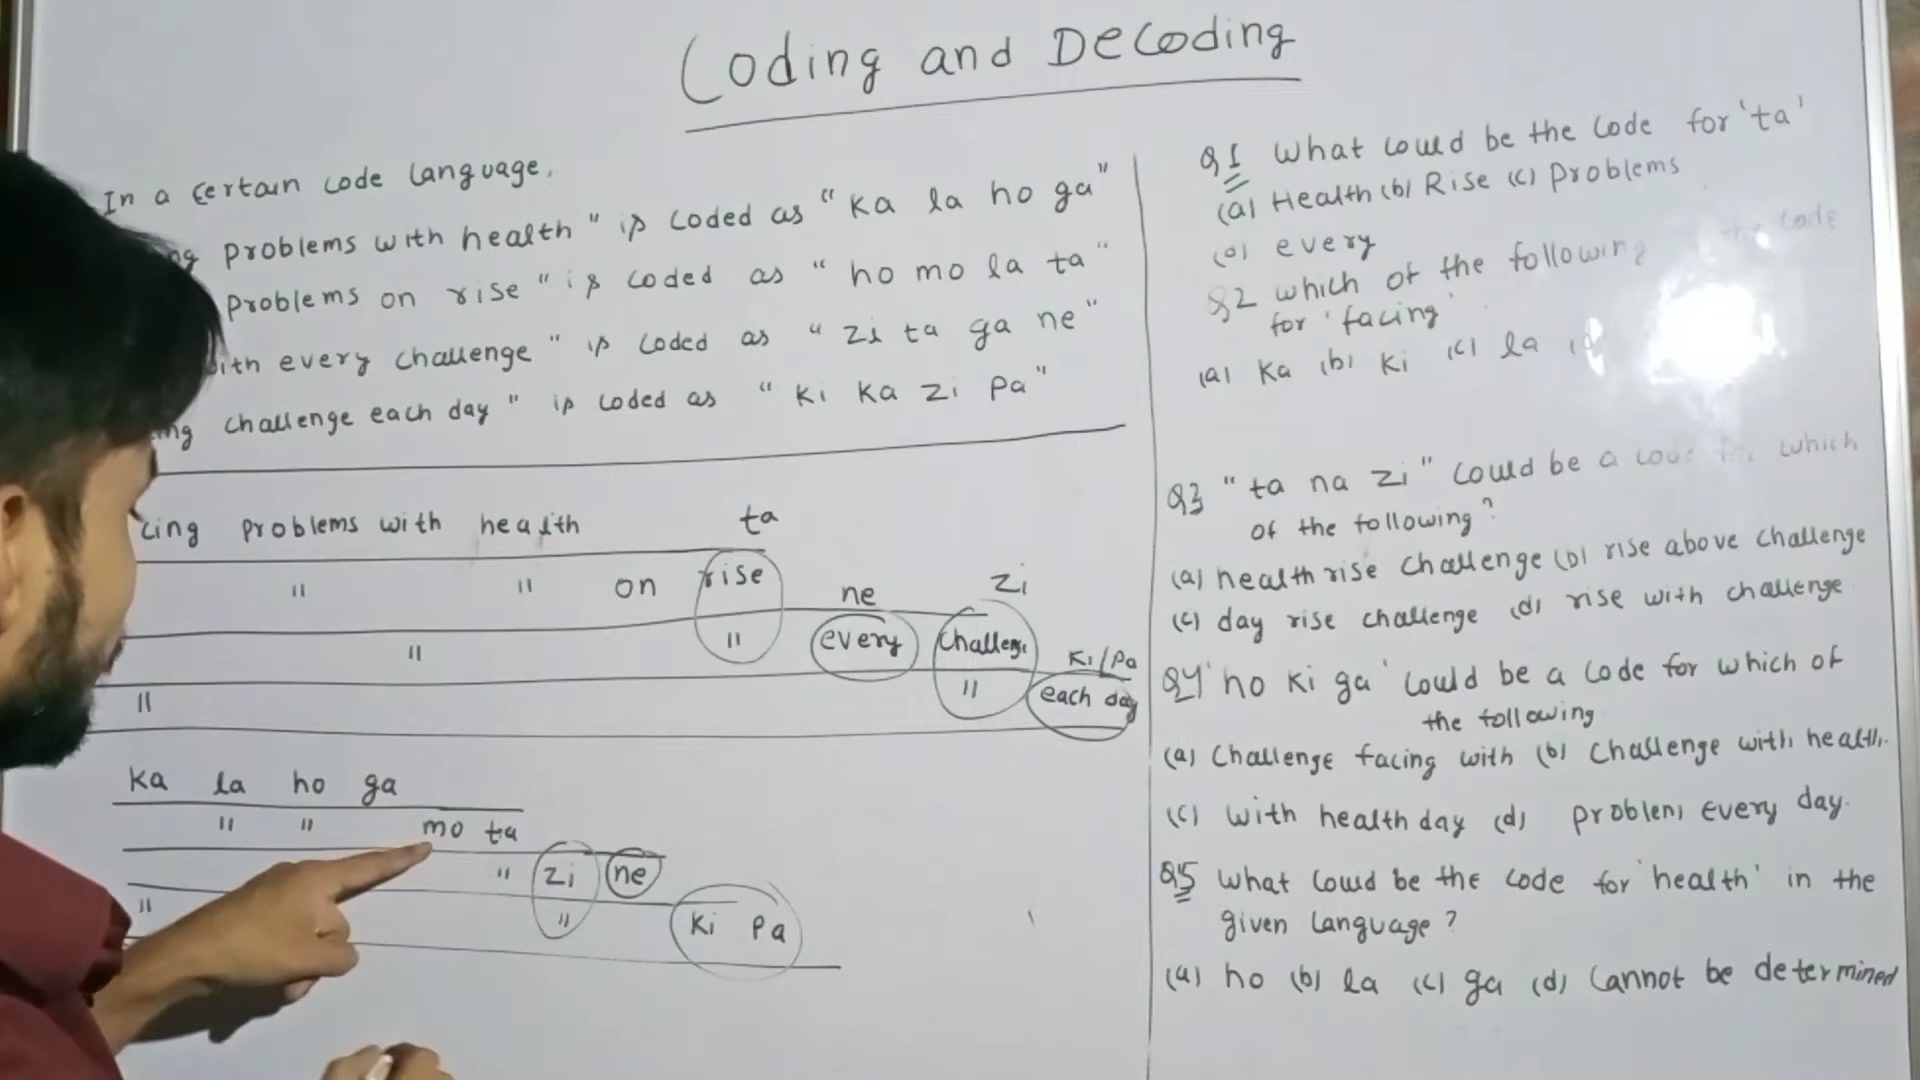 Coding and Decoding
In a certain code language,
problems with health" is coded as "ka la ho ga"
problems on rise" is coded as "ho mo la ta"
with every challenge" is coded as "zi ta ga ne"
challenge each day" is coded as "ki ka zi pa"
cing problems with health ta
" " on rise ne zi
" " every challenge ki/pa
" " each day
ka la ho ga
" " mo ta
" zi ne
" " ki pa
Q1 What could be the code for 'ta'
(a) Health (b) Rise (c) Problems
(d) every
Q2 which of the following the code
for 'facing'
(a) ka (b) ki (c) la
Q3 "ta na zi" could be a code for which
of the following?
(a) health rise challenge (b) rise above challenge
(c) day rise challenge (d) rise with challenge
Q4 'ho ki ga' could be a code for which of
the following
(a) Challenge facing with (b) Challenge with health.
(c) with health day (d) problems every day.
Q5 What could be the code for 'health' in the
given language?
(a) ho (b) la (c) ga (d) Cannot be determined